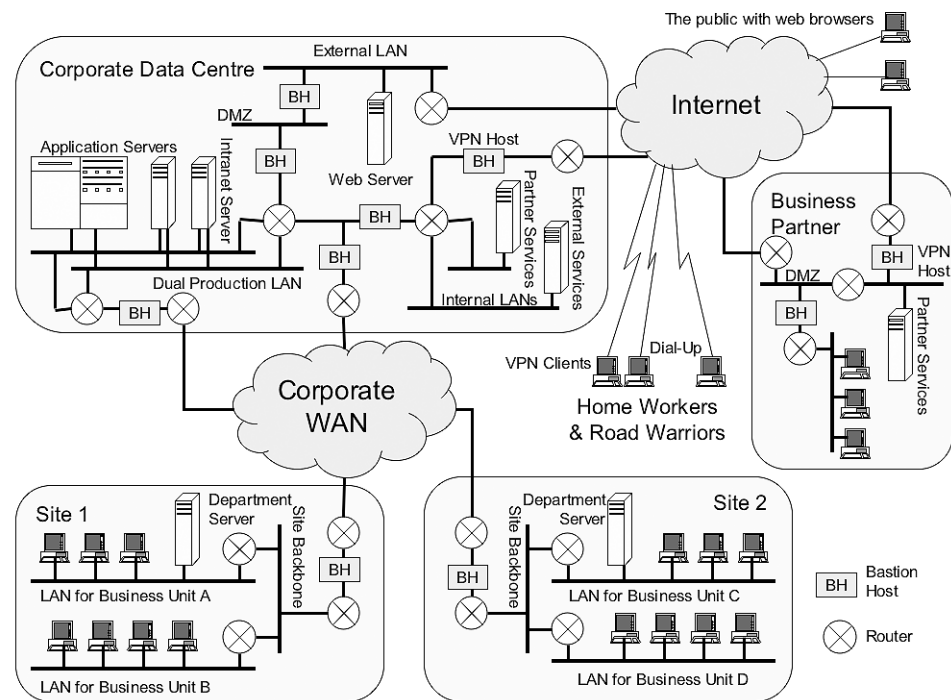 The public with web browsers
External LAN
Corporate Data Centre
BH
Internet
DMZ
Application Servers
BH
VPN Host
BH
Web Server
Intranet Server
Partner Services
External Services
BH
BH
Dual Production LAN
Internal LANs
BH
Business
Partner
VPN
Host
BH
DMZ
BH
Partner Services
VPN Clients
Dial-Up
Home Workers
& Road Warriors
Corporate
WAN
Site 1
Department
Server
Site Backbone
BH
LAN for Business Unit A
LAN for Business Unit B
Site 2
Department
Server
Site Backbone
BH
LAN for Business Unit C
LAN for Business Unit D
BH
Bastion
Host
Router